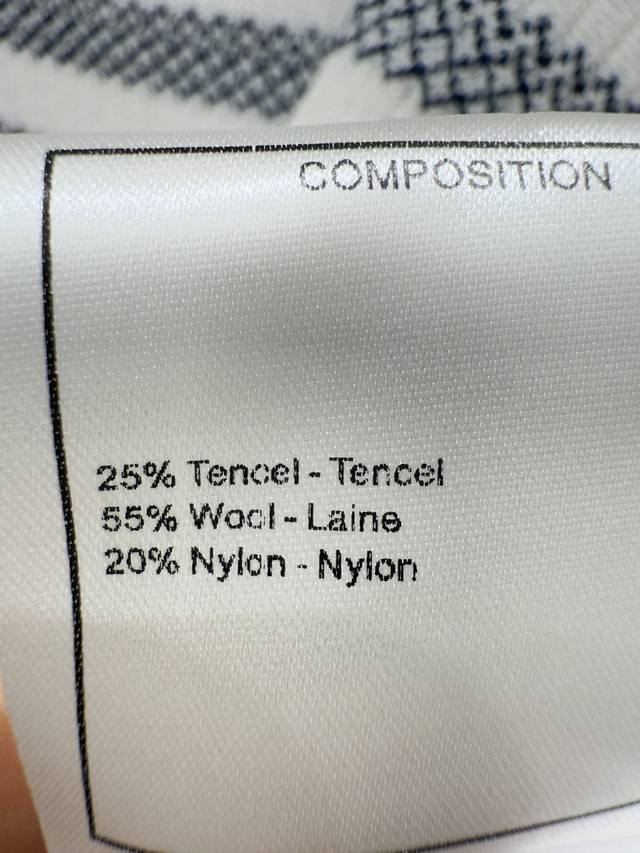 COMPOSITION
25% Tencel - Tencel
55% Wool - Laine
20% Nylon - Nylon